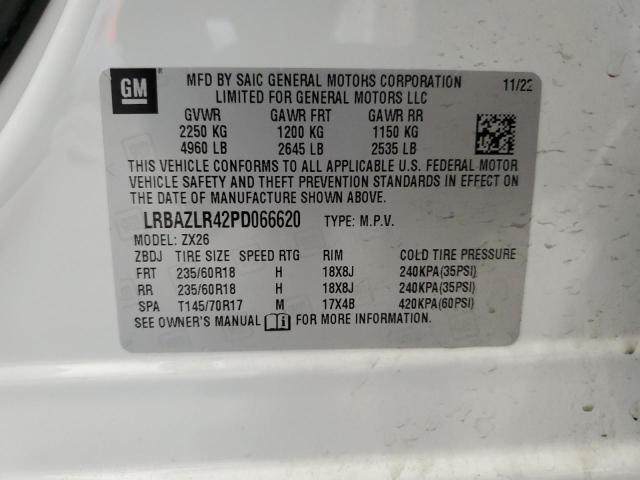 GM
MFD BY SAIC GENERAL MOTORS CORPORATION 11/22
LIMITED FOR GENERAL MOTORS LLC
GVWR GAWR FRT GAWR RR
2250 KG 1200 KG 1150 KG
4960 LB 2645 LB 2535 LB
THIS VEHICLE CONFORMS TO ALL APPLICABLE U.S. FEDERAL MOTOR
VEHICLE SAFETY AND THEFT PREVENTION STANDARDS IN EFFECT ON
THE DATE OF MANUFACTURE SHOWN ABOVE.
LRBAZLR42PD066620 TYPE: M.P.V.
MODEL: ZX26
ZBDJ TIRE SIZE SPEED RTG RIM COLD TIRE PRESSURE
FRT 235/60R18 H 18X8J 240KPA(35PSI)
RR 235/60R18 H 18X8J 240KPA(35PSI)
SPA T145/70R17 M 17X4B 420KPA(60PSI)
SEE OWNER'S MANUAL i FOR MORE INFORMATION.